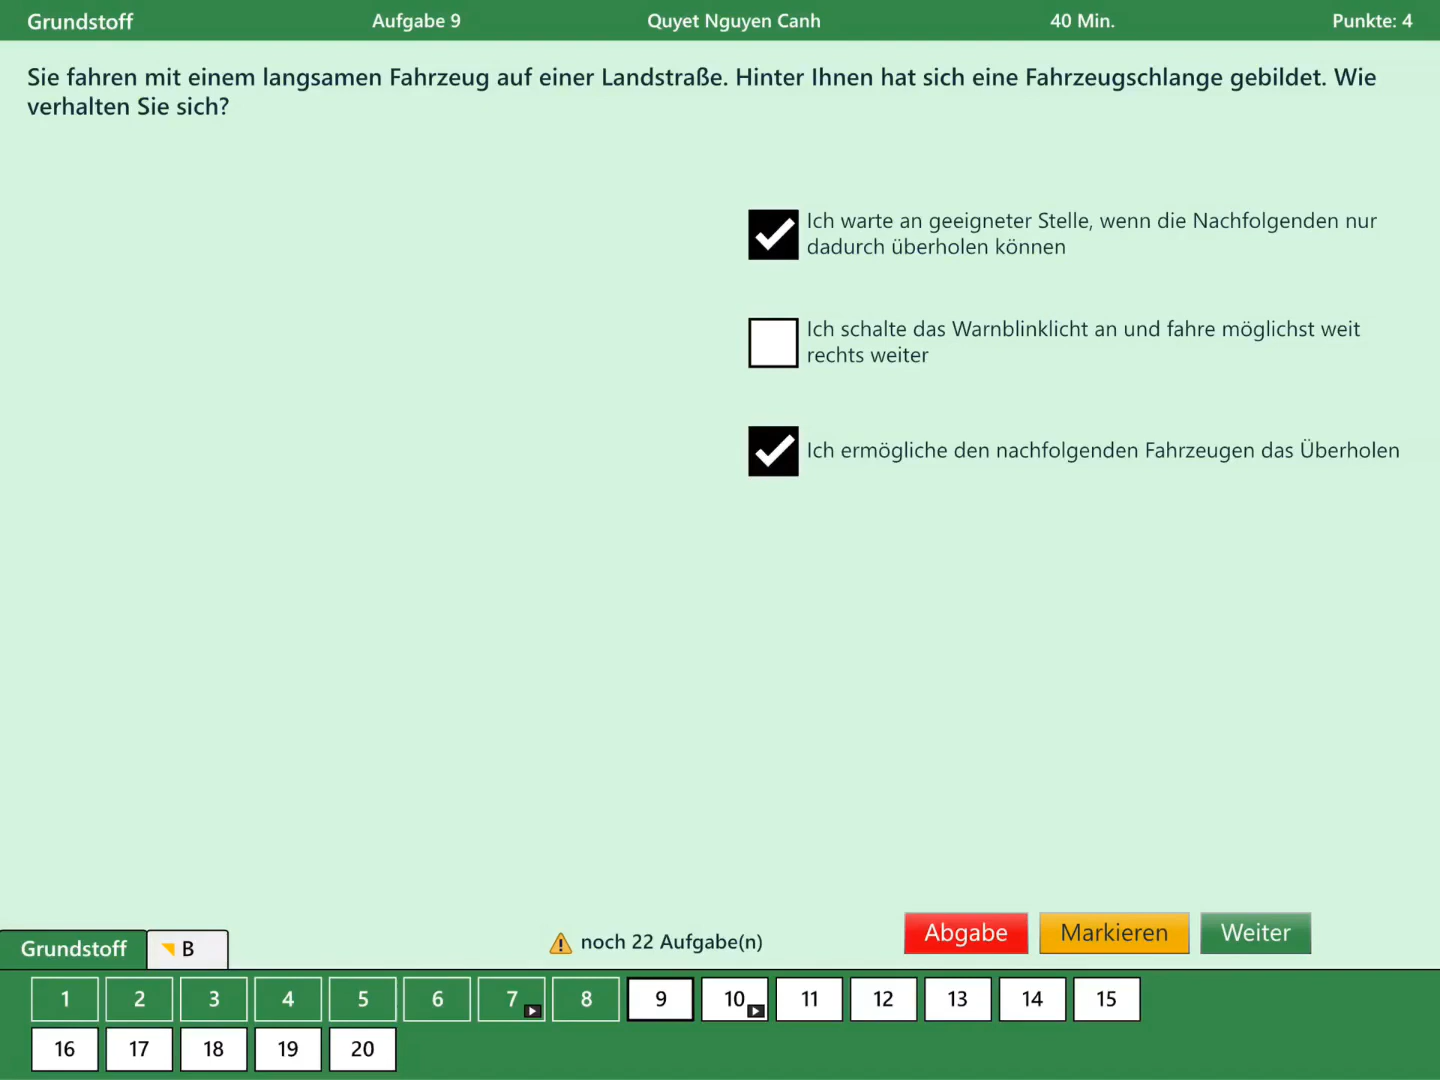 Grundstoff Aufgabe 9 Quyet Nguyen Canh 40 Min. Punkte: 4
Sie fahren mit einem langsamen Fahrzeug auf einer Landstraße. Hinter Ihnen hat sich eine Fahrzeugschlange gebildet. Wie
verhalten Sie sich?
Ich warte an geeigneter Stelle, wenn die Nachfolgenden nur
dadurch überholen können
Ich schalte das Warnblinklicht an und fahre möglichst weit
rechts weiter
Ich ermögliche den nachfolgenden Fahrzeugen das Überholen
Grundstoff B noch 22 Aufgabe(n) Abgabe Markieren Weiter
1 2 3 4 5 6 7 8 9 10 11 12 13 14 15
16 17 18 19 20